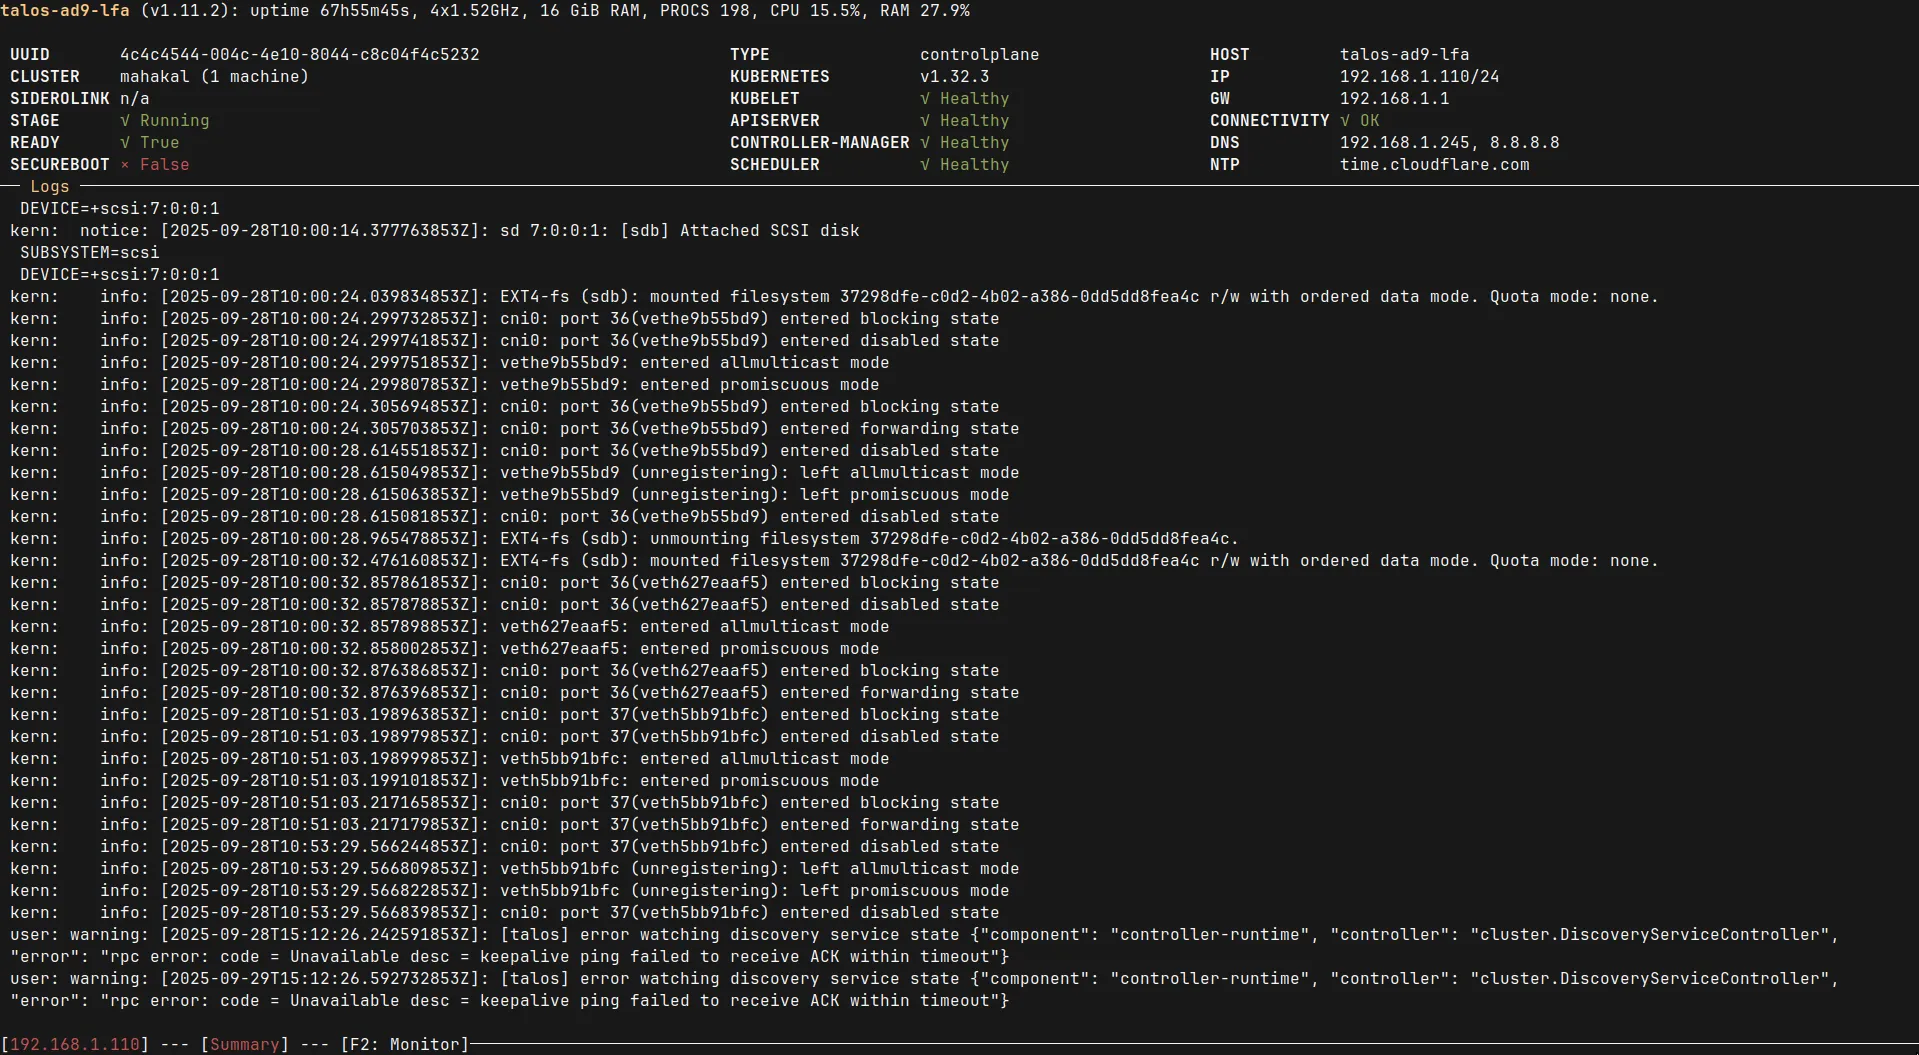 talos-ad9-lfa (v1.11.2): uptime 67h55m45s, 4x1.52GHz, 16 GiB RAM, PROCS 198, CPU 15.5%, RAM 27.9%
UUID 4c4c4544-004c-4e10-8044-c8c04f4c5232 TYPE controlplane HOST talos-ad9-lfa
CLUSTER mahakal (1 machine) KUBERNETES v1.32.3 IP 192.168.1.110/24
SIDEROLINK n/a KUBELET √ Healthy GW 192.168.1.1
STAGE √ Running APISERVER √ Healthy CONNECTIVITY √ OK
READY √ True CONTROLLER-MANAGER √ Healthy DNS 192.168.1.245, 8.8.8.8
SECUREBOOT × False SCHEDULER √ Healthy NTP time.cloudflare.com
Logs
DEVICE=+scsi:7:0:0:1
kern: notice: [2025-09-28T10:00:14.377763853Z]: sd 7:0:0:1: [sdb] Attached SCSI disk
SUBSYSTEM=scsi
DEVICE=+scsi:7:0:0:1
kern: info: [2025-09-28T10:00:24.039834853Z]: EXT4-fs (sdb): mounted filesystem 37298dfe-c0d2-4b02-a386-0dd5dd8fea4c r/w with ordered data mode. Quota mode: none.
kern: info: [2025-09-28T10:00:24.299732853Z]: cni0: port 36(vethe9b55bd9) entered blocking state
kern: info: [2025-09-28T10:00:24.299741853Z]: cni0: port 36(vethe9b55bd9) entered disabled state
kern: info: [2025-09-28T10:00:24.299751853Z]: vethe9b55bd9: entered allmulticast mode
kern: info: [2025-09-28T10:00:24.299807853Z]: vethe9b55bd9: entered promiscuous mode
kern: info: [2025-09-28T10:00:24.305694853Z]: cni0: port 36(vethe9b55bd9) entered blocking state
kern: info: [2025-09-28T10:00:24.305703853Z]: cni0: port 36(vethe9b55bd9) entered forwarding state
kern: info: [2025-09-28T10:00:28.614551853Z]: cni0: port 36(vethe9b55bd9) entered disabled state
kern: info: [2025-09-28T10:00:28.615049853Z]: vethe9b55bd9 (unregistering): left allmulticast mode
kern: info: [2025-09-28T10:00:28.615063853Z]: vethe9b55bd9 (unregistering): left promiscuous mode
kern: info: [2025-09-28T10:00:28.615081853Z]: cni0: port 36(vethe9b55bd9) entered disabled state
kern: info: [2025-09-28T10:00:28.965478853Z]: EXT4-fs (sdb): unmounting filesystem 37298dfe-c0d2-4b02-a386-0dd5dd8fea4c.
kern: info: [2025-09-28T10:00:32.476160853Z]: EXT4-fs (sdb): mounted filesystem 37298dfe-c0d2-4b02-a386-0dd5dd8fea4c r/w with ordered data mode. Quota mode: none.
kern: info: [2025-09-28T10:00:32.857861853Z]: cni0: port 36(veth627eaaf5) entered blocking state
kern: info: [2025-09-28T10:00:32.857878853Z]: cni0: port 36(veth627eaaf5) entered disabled state
kern: info: [2025-09-28T10:00:32.857898853Z]: veth627eaaf5: entered allmulticast mode
kern: info: [2025-09-28T10:00:32.858002853Z]: veth627eaaf5: entered promiscuous mode
kern: info: [2025-09-28T10:00:32.876386853Z]: cni0: port 36(veth627eaaf5) entered blocking state
kern: info: [2025-09-28T10:00:32.876396853Z]: cni0: port 36(veth627eaaf5) entered forwarding state
kern: info: [2025-09-28T10:51:03.198963853Z]: cni0: port 37(veth5bb91bfc) entered blocking state
kern: info: [2025-09-28T10:51:03.198979853Z]: cni0: port 37(veth5bb91bfc) entered disabled state
kern: info: [2025-09-28T10:51:03.198999853Z]: veth5bb91bfc: entered allmulticast mode
kern: info: [2025-09-28T10:51:03.199101853Z]: veth5bb91bfc: entered promiscuous mode
kern: info: [2025-09-28T10:51:03.217165853Z]: cni0: port 37(veth5bb91bfc) entered blocking state
kern: info: [2025-09-28T10:51:03.217179853Z]: cni0: port 37(veth5bb91bfc) entered forwarding state
kern: info: [2025-09-28T10:53:29.566244853Z]: cni0: port 37(veth5bb91bfc) entered disabled state
kern: info: [2025-09-28T10:53:29.566809853Z]: veth5bb91bfc (unregistering): left allmulticast mode
kern: info: [2025-09-28T10:53:29.566822853Z]: veth5bb91bfc (unregistering): left promiscuous mode
kern: info: [2025-09-28T10:53:29.566839853Z]: cni0: port 37(veth5bb91bfc) entered disabled state
user: warning: [2025-09-28T15:12:26.242591853Z]: [talos] error watching discovery service state {"component": "controller-runtime", "controller": "cluster.DiscoveryServiceController",
"error": "rpc error: code = Unavailable desc = keepalive ping failed to receive ACK within timeout"}
user: warning: [2025-09-29T15:12:26.592732853Z]: [talos] error watching discovery service state {"component": "controller-runtime", "controller": "cluster.DiscoveryServiceController",
"error": "rpc error: code = Unavailable desc = keepalive ping failed to receive ACK within timeout"}
[192.168.1.110] --- [Summary] --- [F2: Monitor]